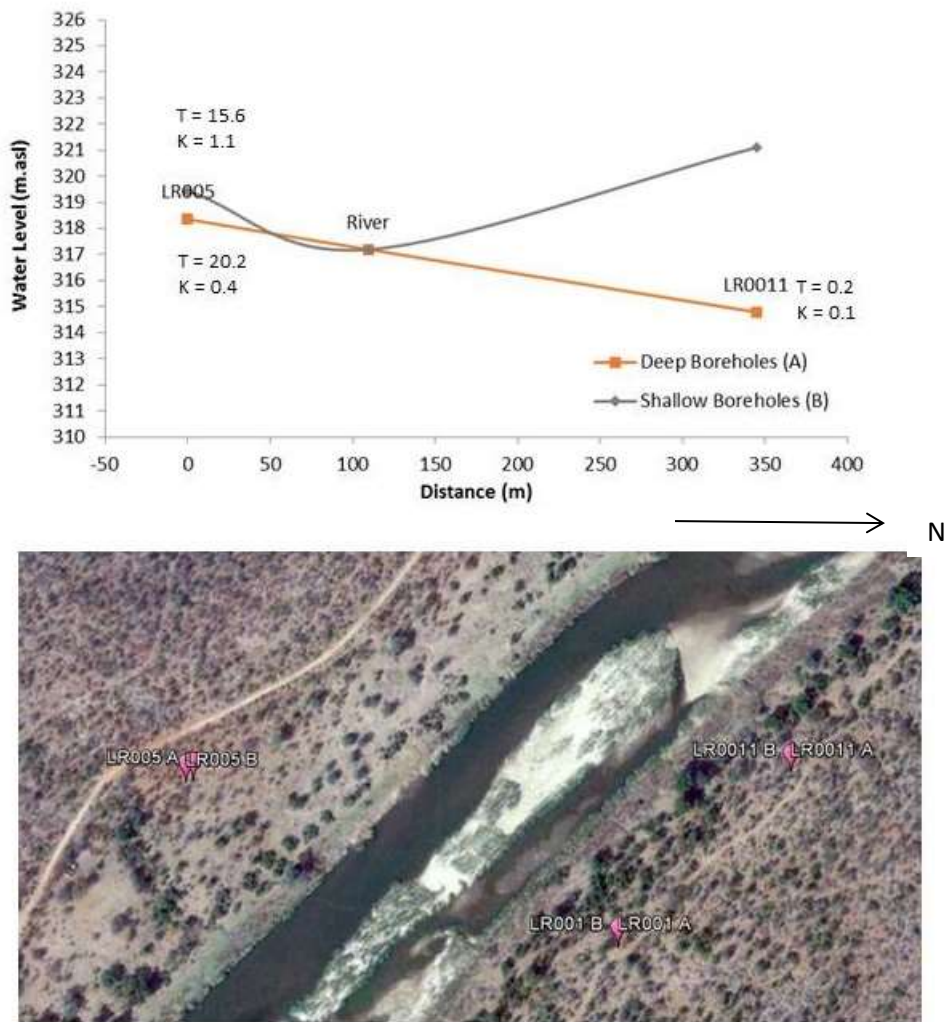 326
325
324
323
322
321
320
319
318
317
316
315
314
313
312
311
310
Water Level (m.asl)
T = 15.6
K = 1.1
LR005
T = 20.2
K = 0.4
River
LR0011
T = 0.2
K = 0.1
Deep Boreholes (A)
Shallow Boreholes (B)
-50 0 50 100 150 200 250 300 350 400
Distance (m)
N
LR005 A LR005 B
LR0011 B LR0011 A
LR001 B LR001 A